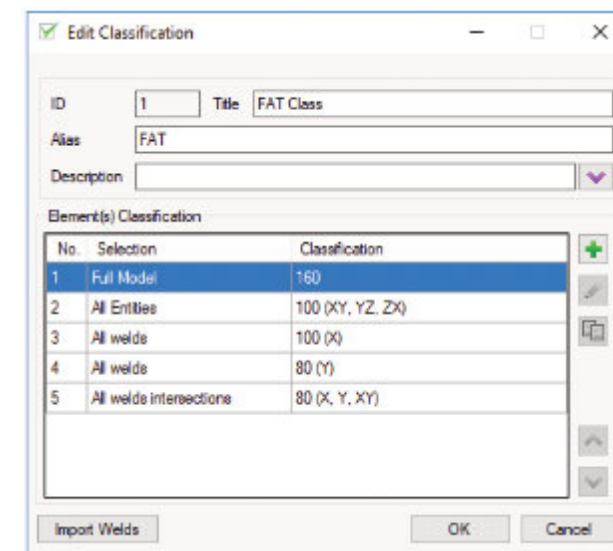 Edit Classification
ID 1 Title FAT Class
Alias FAT
Description
Element(s) Classification
No. Selection Classification
1 Full Model 160
2 All Entities 100 (XY, YZ, ZX)
3 All welds 100 (X)
4 All welds 80 (Y)
5 All welds intersections 80 (X, Y, XY)
Import Welds OK Cancel